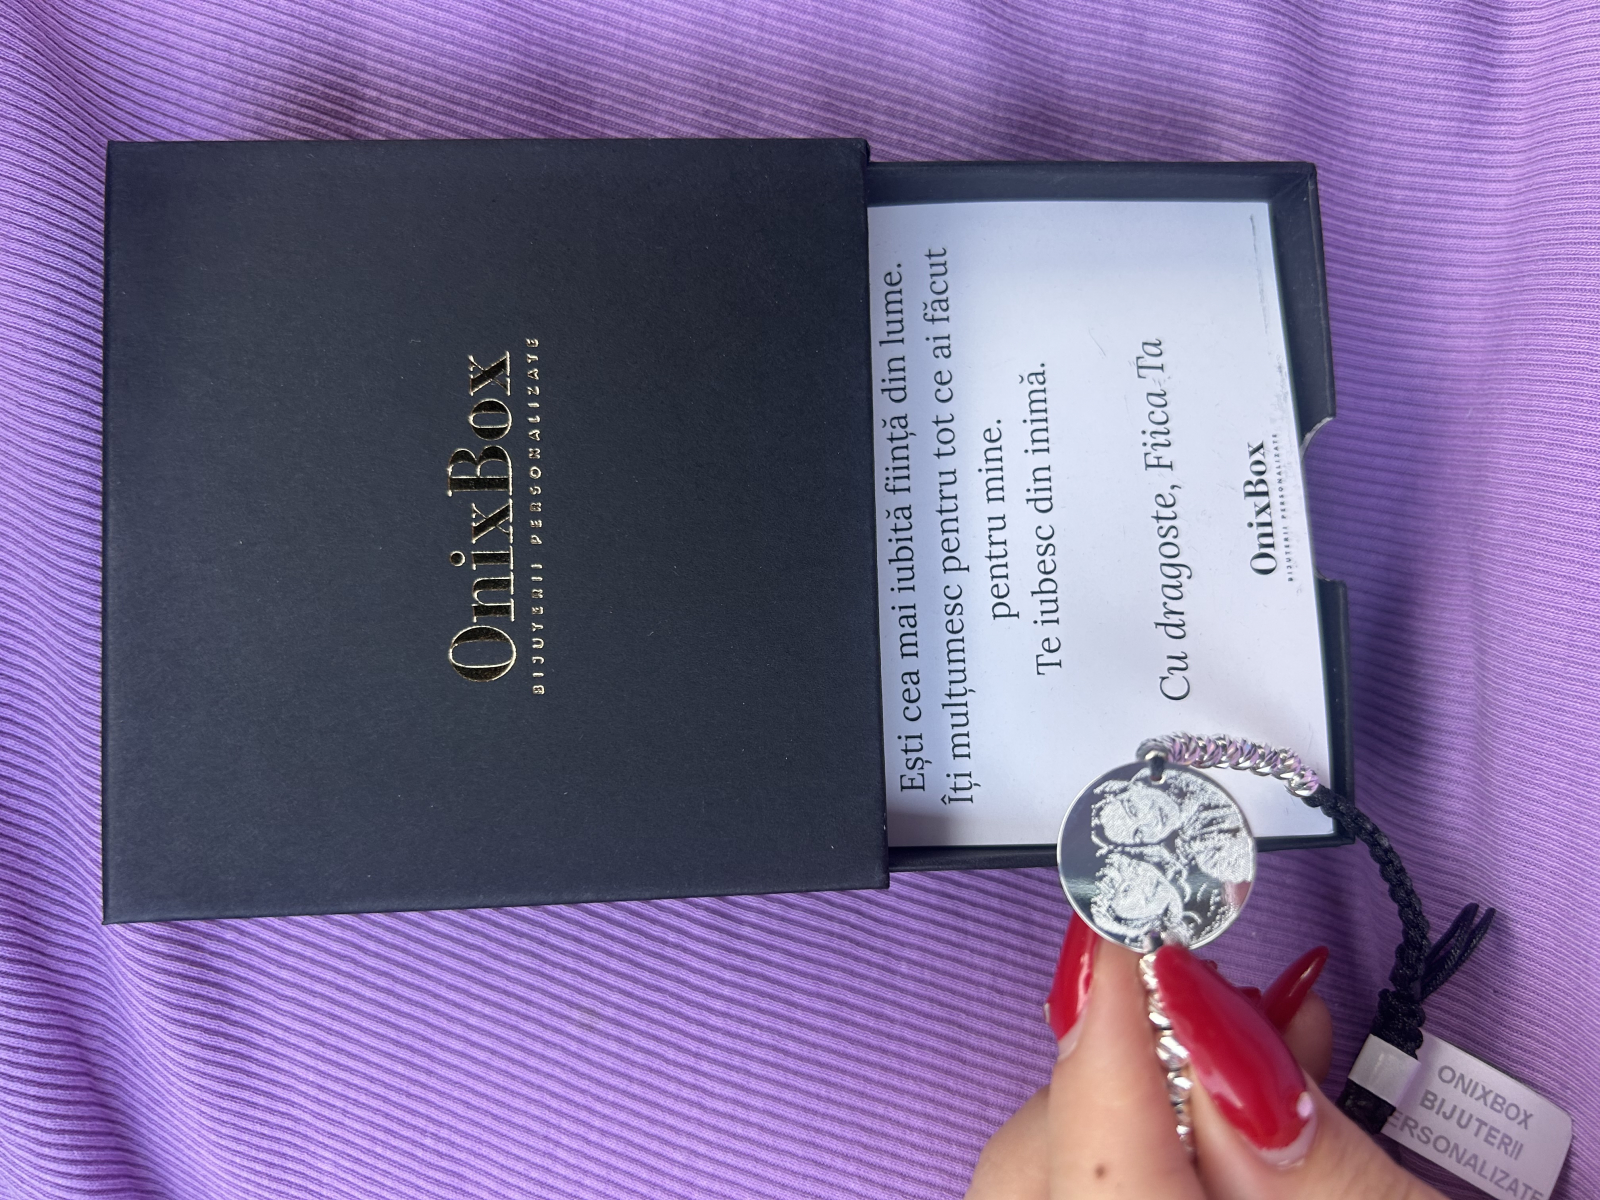 OnixBox
BIJUTERII PERSONALIZATE
Ești cea mai iubită ființă din lume.
Îți mulțumesc pentru tot ce ai făcut
pentru mine.
Te iubesc din inimă.
Cu dragoste, Fiica Ta
OnixBox
BIJUTERII PERSONALIZATE
ONIXBOX
BIJUTERII
ERSONALIZAT